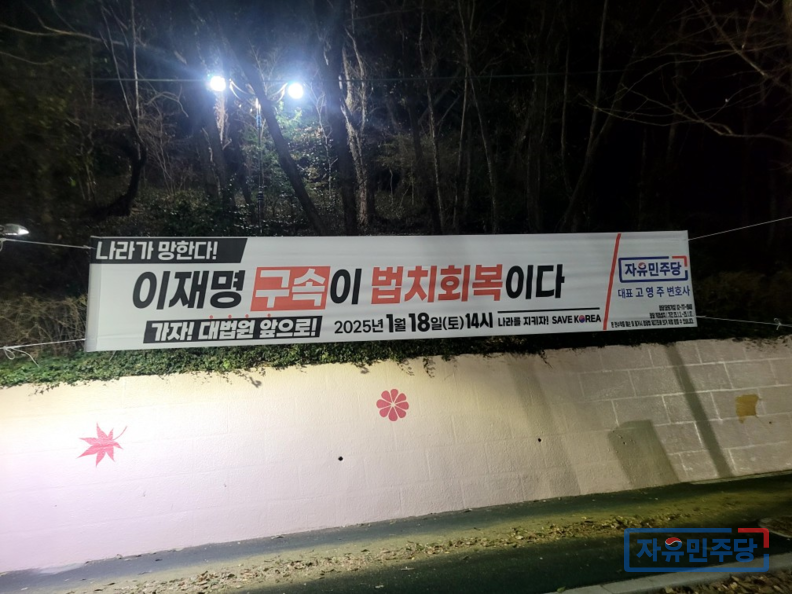 나라가 망한다!
이재명 구속이 법치회복이다
가자! 대법원 앞으로! 2025년 1월 18일(토) 14시 나라를 지키자! SAVE KOREA
자유민주당
대표 고영주 변호사
자유민주당